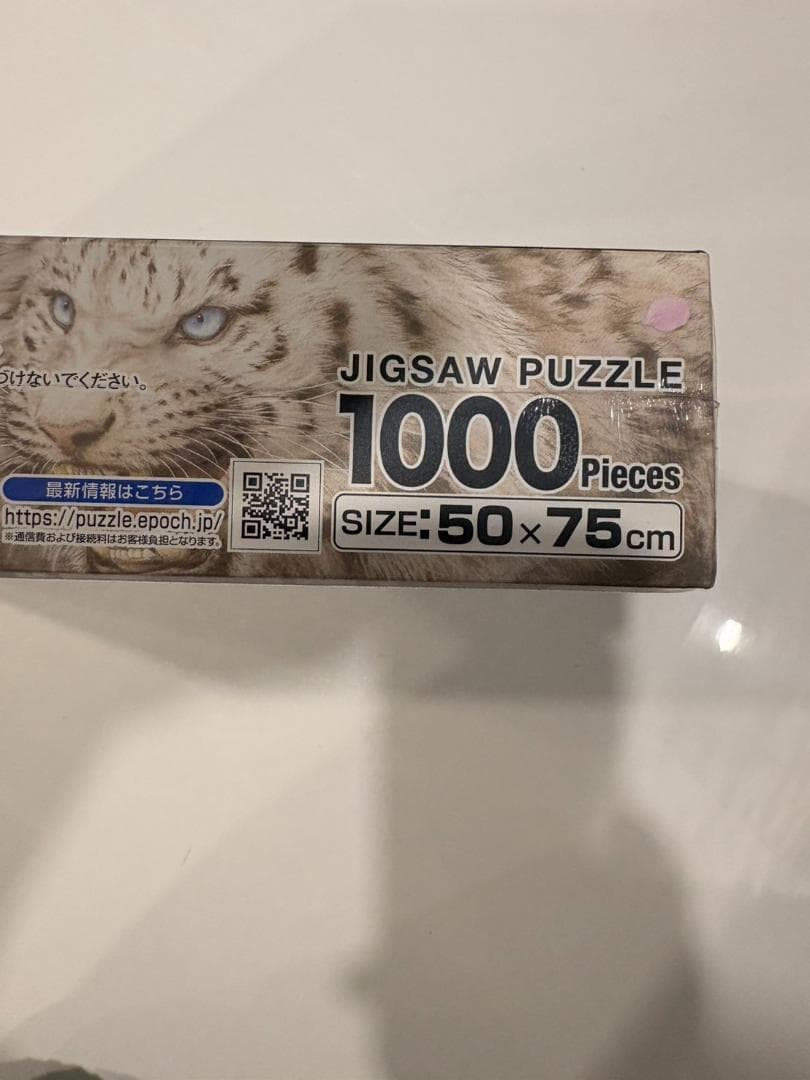 づけないでください。
JIGSAW PUZZLE
1000 Pieces
SIZE:50×75cm
最新情報はこちら
https://puzzle.epoch.jp/
※通信費および接続料はお客様負担となります。